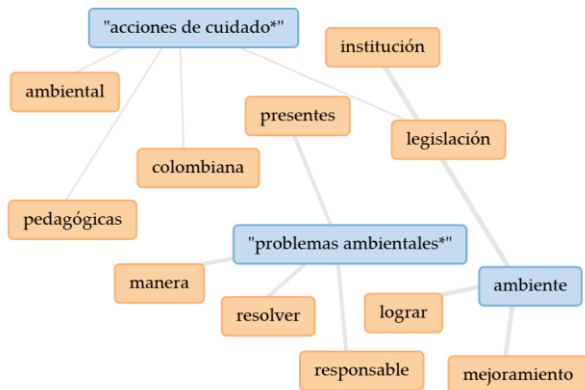 "acciones de cuidado*"
institución
ambiental
presentes
legislación
colombiana
pedagógicas
"problemas ambientales*"
manera
ambiente
resolver
lograr
responsable
mejoramiento